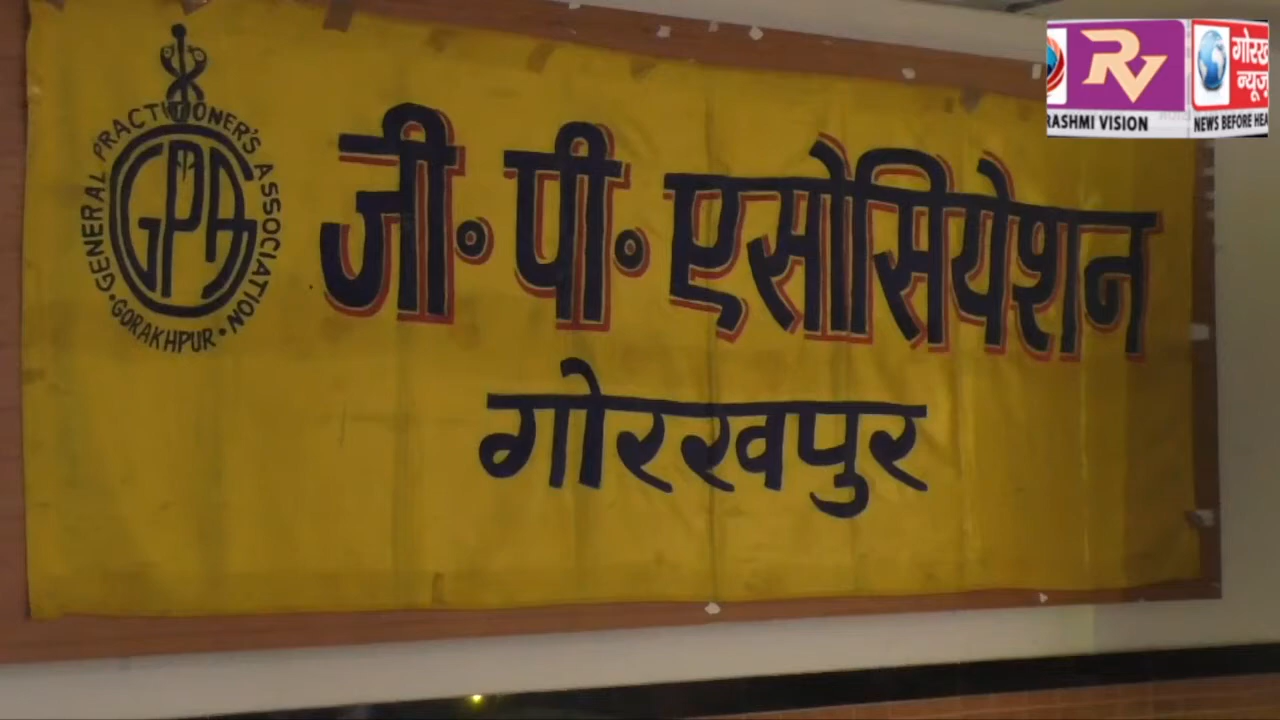 GENERAL PRACTITIONER'S ASSOCIATION
GPA
• GORAKHPUR •
जी॰ पी॰ एसोसियेशन
गोरखपुर
RV
RASHMI VISION
न्यूज़
NEWS BEFORE